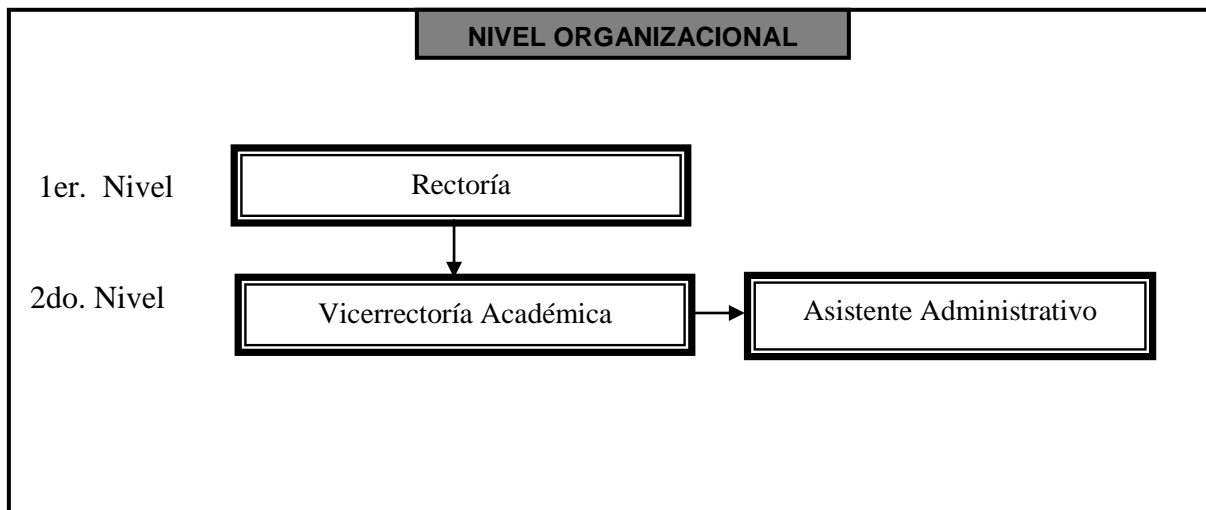 NIVEL ORGANIZACIONAL
1er. Nivel
Rectoría
2do. Nivel
Vicerrectoría Académica
Asistente Administrativo